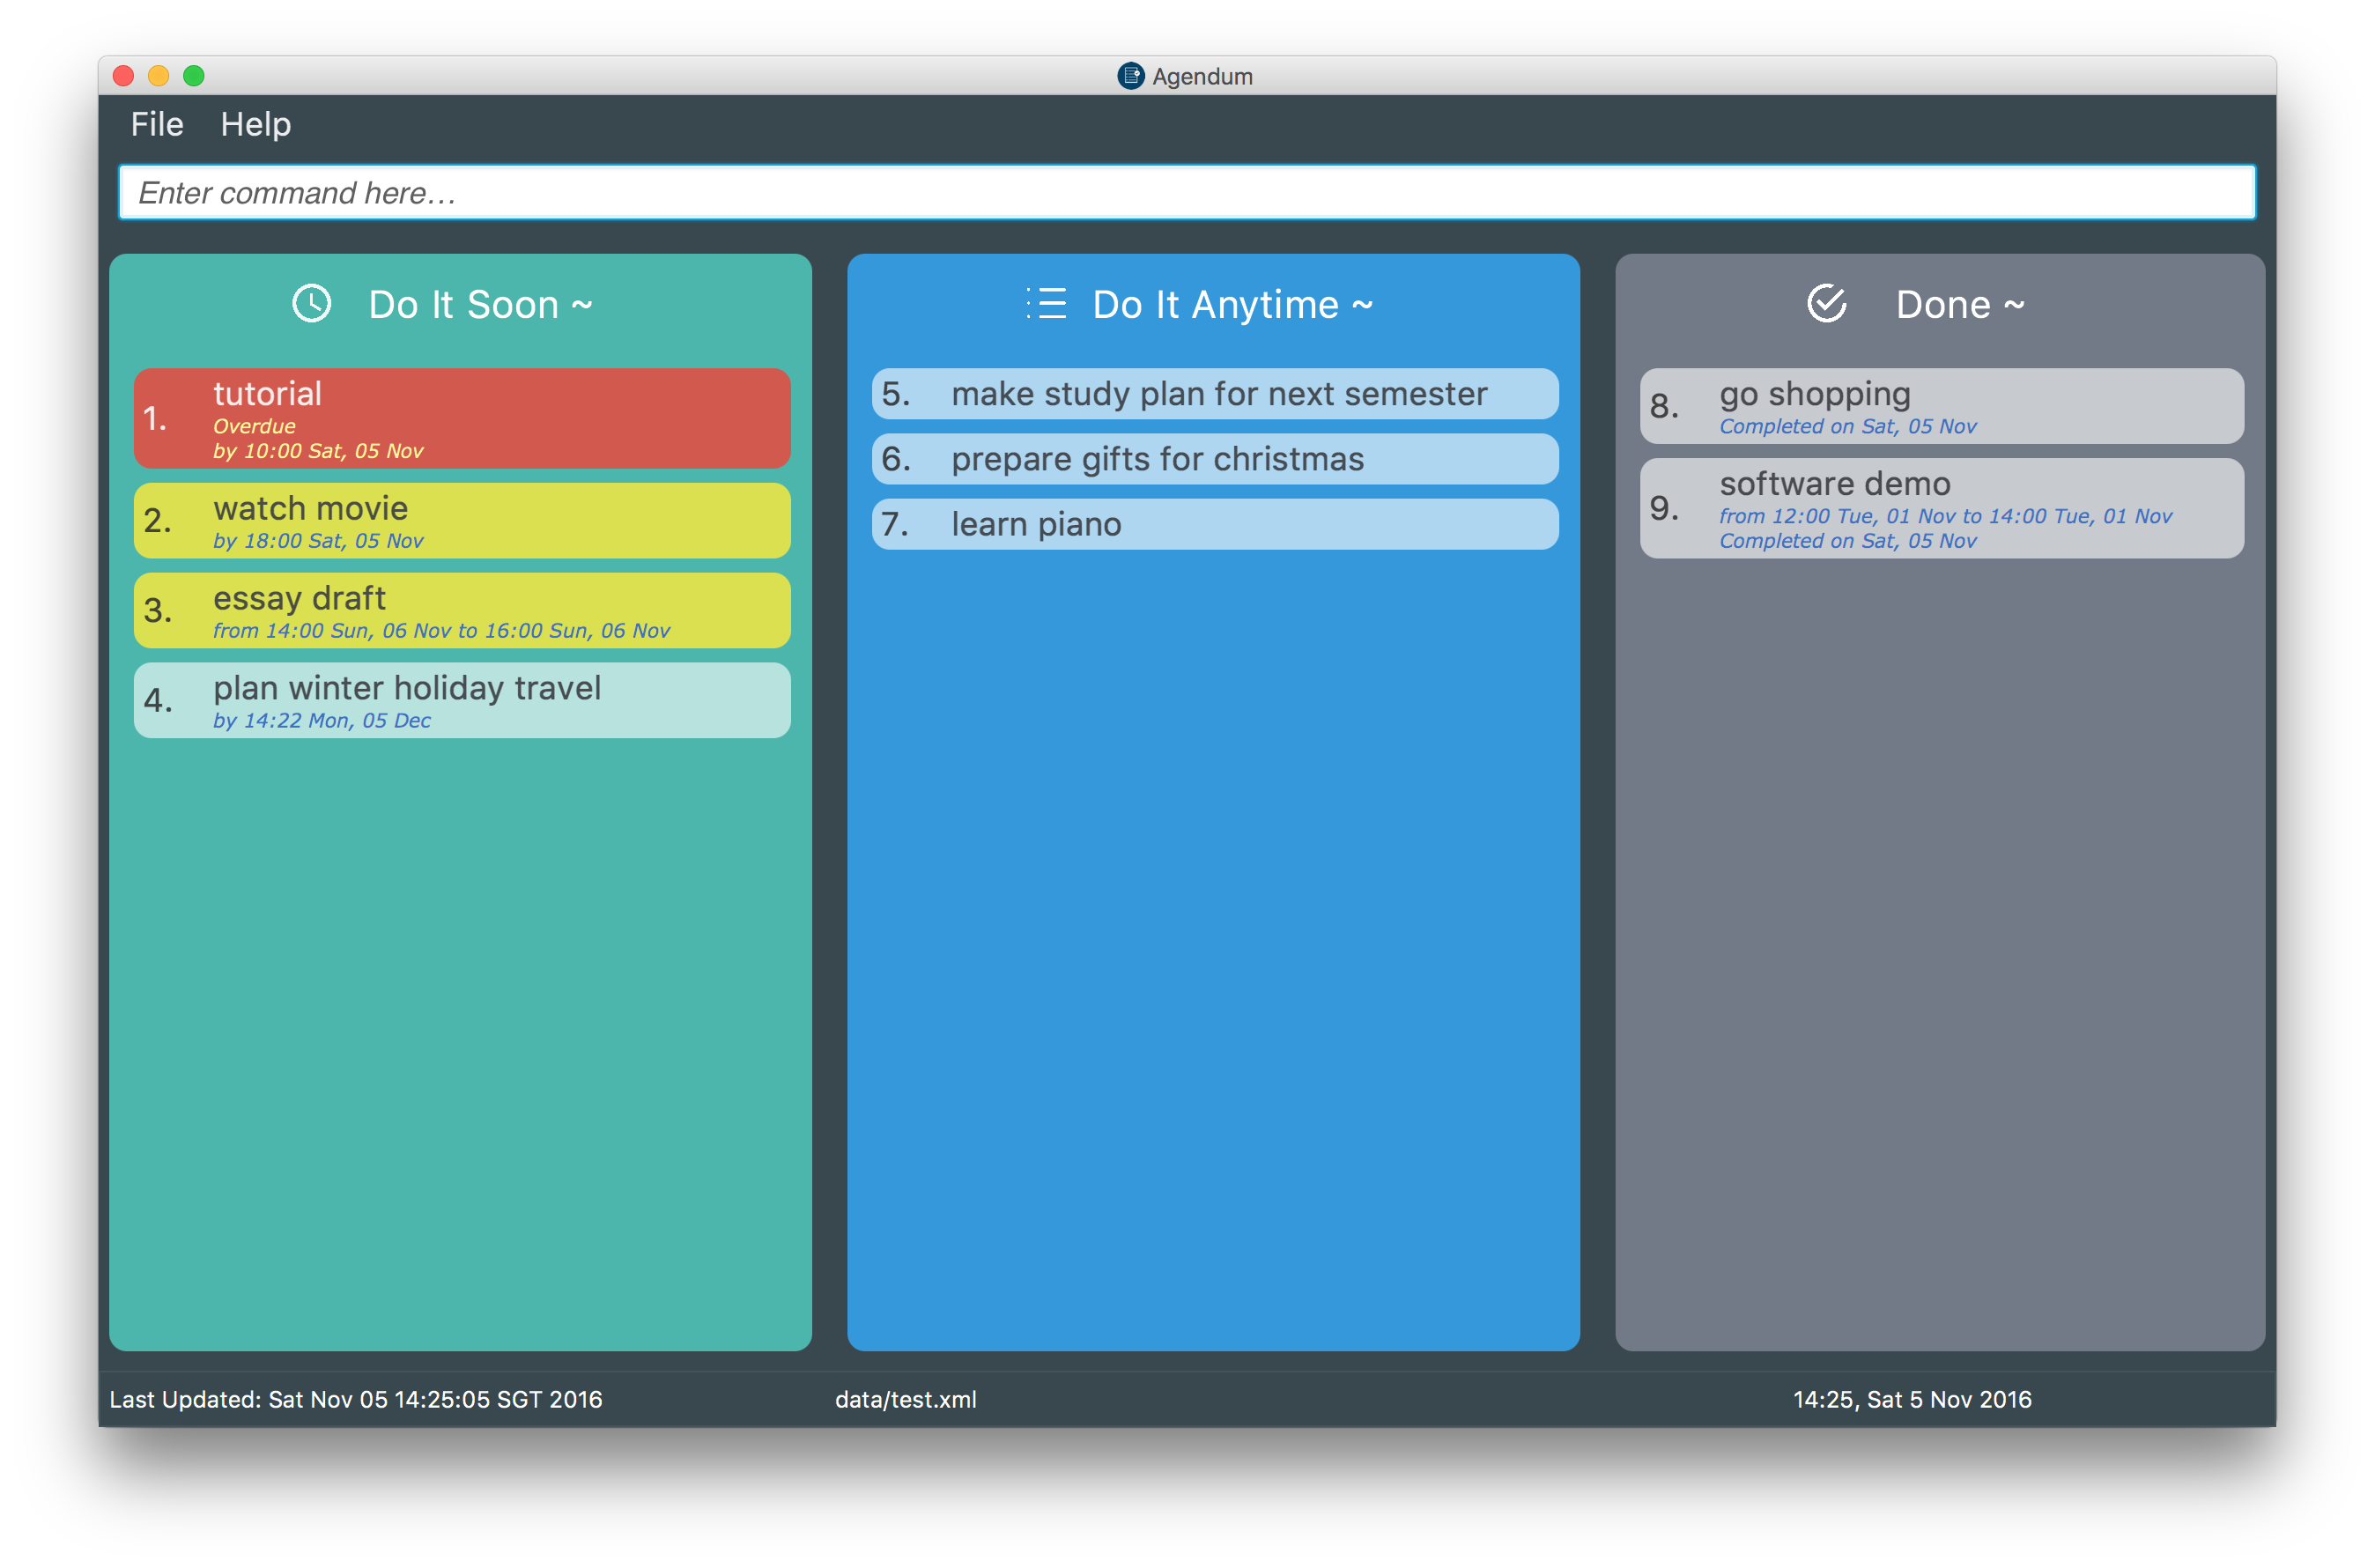 Agendum
File Help
Enter command here…
Do It Soon ~
1. tutorial
Overdue
by 10:00 Sat, 05 Nov
2. watch movie
by 18:00 Sat, 05 Nov
3. essay draft
from 14:00 Sun, 06 Nov to 16:00 Sun, 06 Nov
4. plan winter holiday travel
by 14:22 Mon, 05 Dec
Do It Anytime ~
5. make study plan for next semester
6. prepare gifts for christmas
7. learn piano
Done ~
8. go shopping
Completed on Sat, 05 Nov
9. software demo
from 12:00 Tue, 01 Nov to 14:00 Tue, 01 Nov
Completed on Sat, 05 Nov
Last Updated: Sat Nov 05 14:25:05 SGT 2016
data/test.xml
14:25, Sat 5 Nov 2016